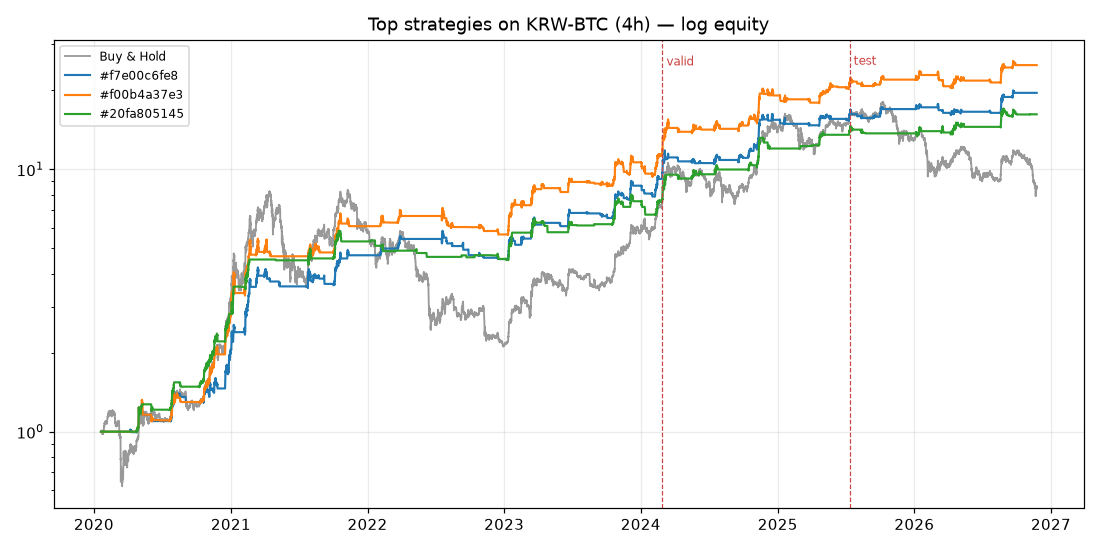 Top strategies on KRW-BTC (4h) — log equity
Buy & Hold
#f7e00c6fe8
#f00b4a37e3
#20fa805145
valid
test
10¹
10⁰
2020
2021
2022
2023
2024
2025
2026
2027